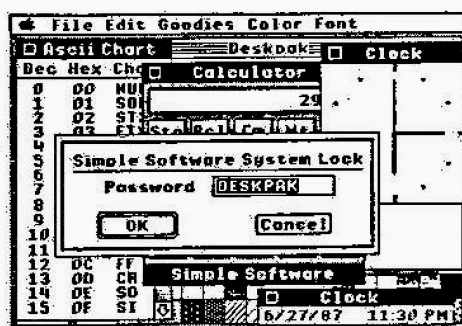 File Edit Goodies Color Font
Ascii Chart
Deskpak
Clock
Dec Hex
Calculator
0 00 NUL
29
1 01
2 02
3 03
Simple Software System Lock
Password DESKPAK
OK Cancel
4
5
6
7
8
9
10
11
12 0C FF
Simple Software
13 0D CR
14 0E SO
Clock
15 0F SI
6/27/87 11:30 PM